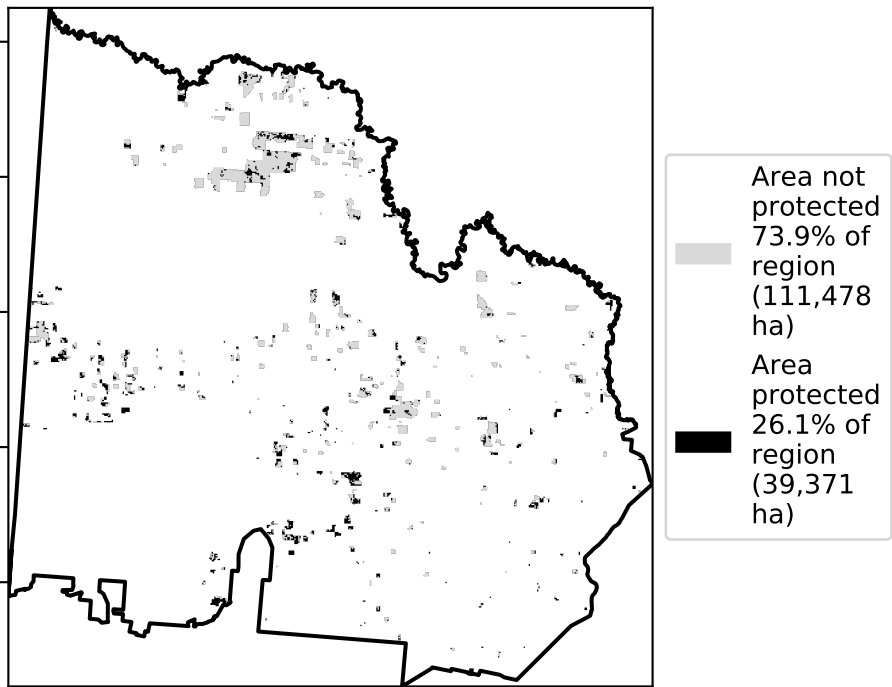 Area not
protected
73.9% of
region
(111,478
ha)
Area
protected
26.1% of
region
(39,371
ha)